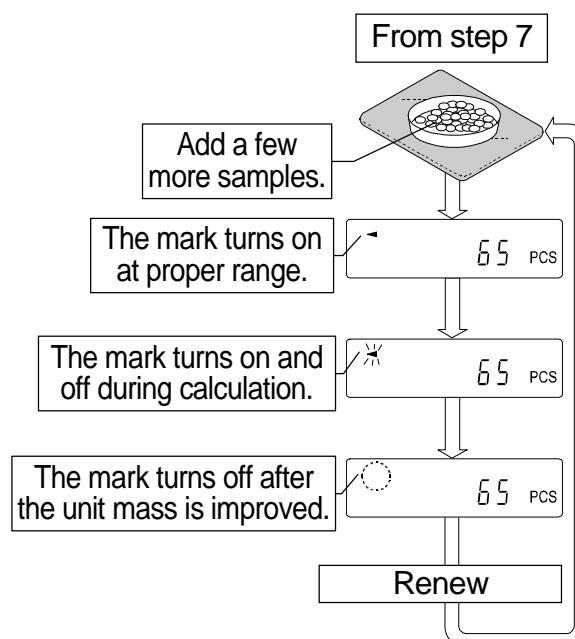 From step 7
Add a few
more samples.
The mark turns on
at proper range.
65 PCS
The mark turns on and
off during calculation.
65 PCS
The mark turns off after
the unit mass is improved.
65 PCS
Renew